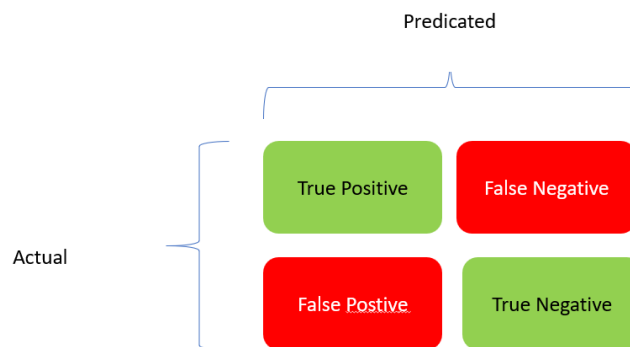 Predicated
True Positive
False Negative
Actual
False Postive
True Negative